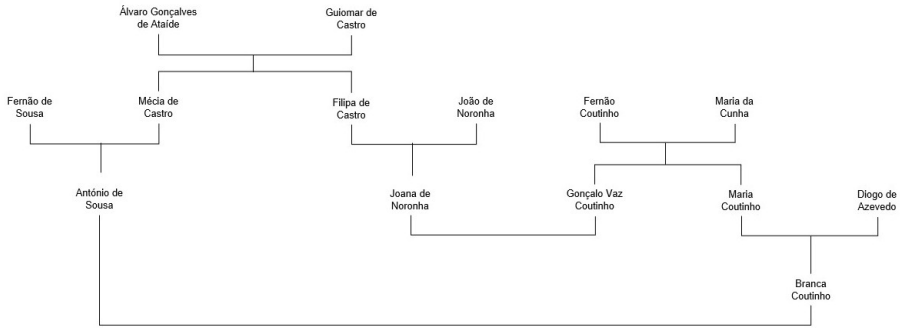 Álvaro Gonçalves
de Ataíde
Guiomar de
Castro
Fernão de
Sousa
Mécia de
Castro
Filipa de
Castro
João de
Noronha
Fernão
Coutinho
Maria da
Cunha
António de
Sousa
Joana de
Noronha
Gonçalo Vaz
Coutinho
Maria
Coutinho
Diogo de
Azevedo
Branca
Coutinho